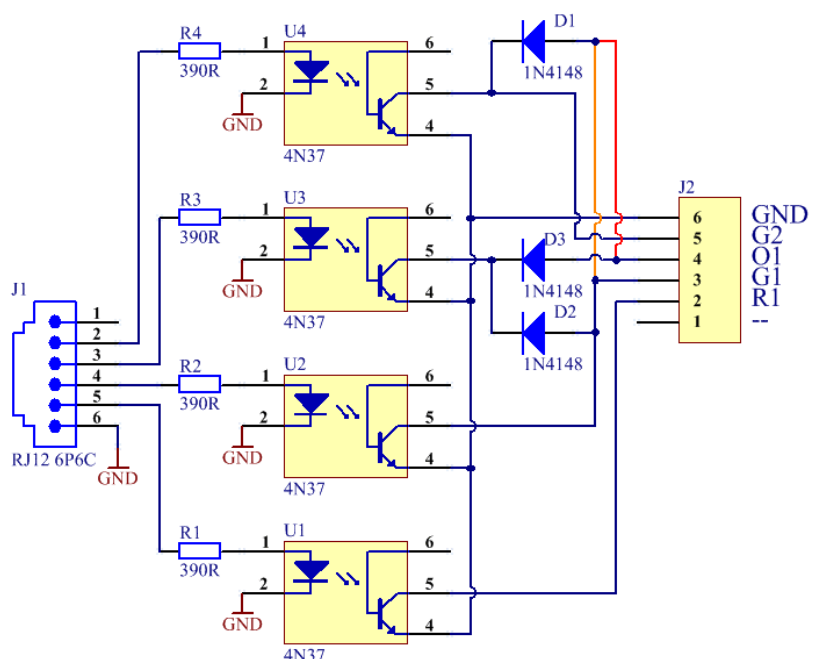 R4
390R
1
2
GND
U4
4N37
6
5
4
D1
1N4148
R3
390R
1
2
GND
U3
4N37
6
5
4
D3
1N4148
D2
1N4148
J2
6 GND
5 G2
4 O1
3 G1
2 R1
1 --
J1
1
2
3
4
5
6
RJ12 6P6C
GND
R2
390R
1
2
GND
U2
4N37
6
5
4
R1
390R
1
2
GND
U1
4N37
6
5
4